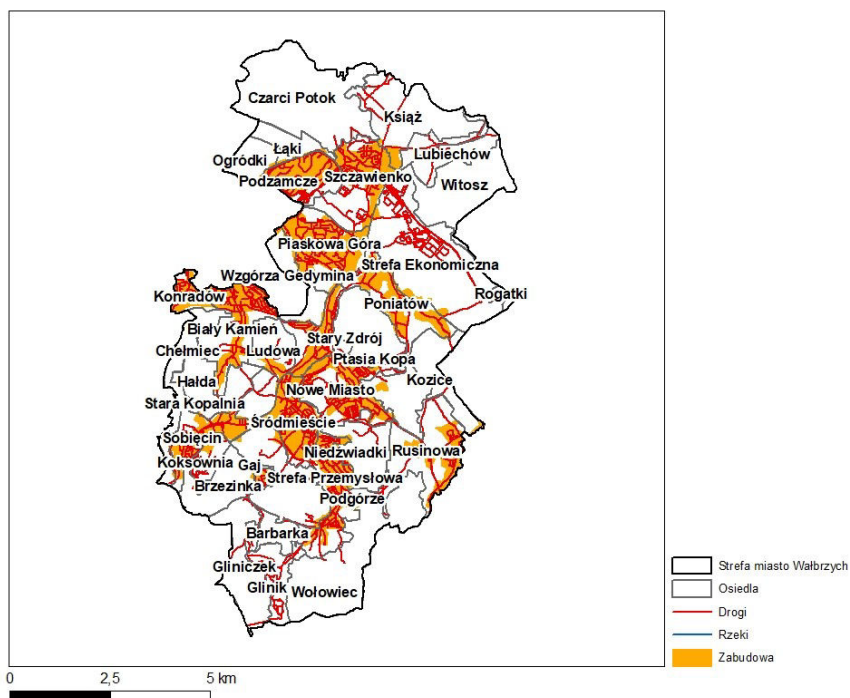 Czarci Potok
Książ
Łąki
Lubiechów
Ogródki
Podzamcze
Szczawienko
Witosz
Piaskowa Góra
Strefa Ekonomiczna
Wzgórza Gedymina
Konradów
Rogatki
Poniatów
Biały Kamień
Stary Zdrój
Chełmiec
Ludowa
Ptasia Kopa
Hałda
Kozice
Nowe Miasto
Stara Kopalnia
Śródmieście
Sobięcin
Niedźwiadki
Rusinowa
Koksownia
Gaj
Strefa Przemysłowa
Brzezinka
Podgórze
Barbarka
Gliniczek
Glinik
Wołowiec
Strefa miasto Wałbrzych
Osiedla
Drogi
Rzeki
Zabudowa
0 2,5 5 km